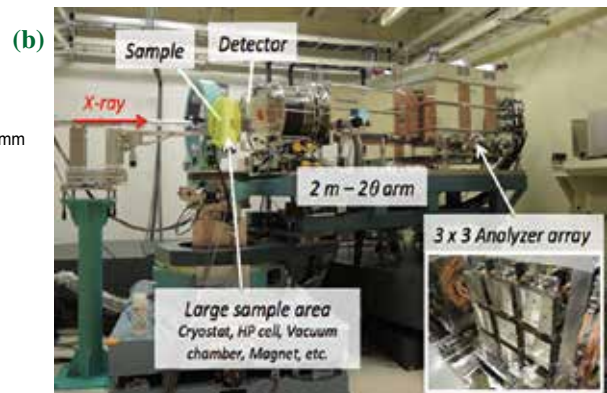 (b)
Sample
Detector
X-ray
mm
2 m – 2θ arm
3 x 3 Analyzer array
Large sample area
Cryostat, HP cell, Vacuum
chamber, Magnet, etc.